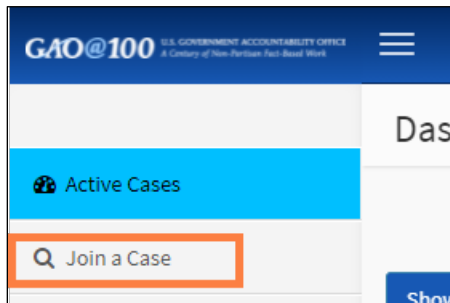 GAO@100 U.S. GOVERNMENT ACCOUNTABILITY OFFICE
A Century of Non-Partisan Fact-Based Work
Das
Active Cases
Join a Case
Show